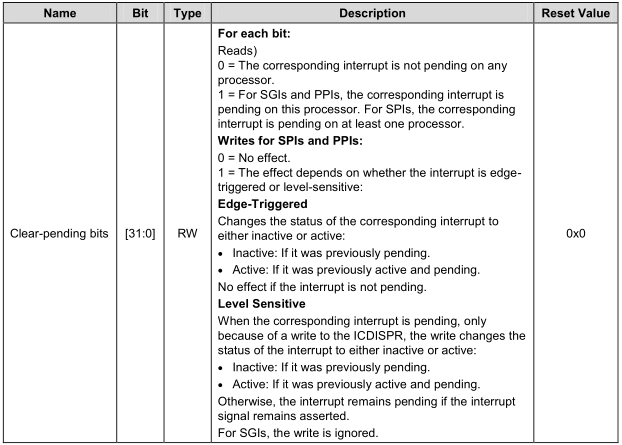 Name Bit Type Description Reset Value
For each bit:
Reads)
0 = The corresponding interrupt is not pending on any
processor.
1 = For SGIs and PPIs, the corresponding interrupt is
pending on this processor. For SPIs, the corresponding
interrupt is pending on at least one processor.
Writes for SPIs and PPIs:
0 = No effect.
1 = The effect depends on whether the interrupt is edge-
triggered or level-sensitive:
Edge-Triggered
Changes the status of the corresponding interrupt to
Clear-pending bits [31:0] RW either inactive or active: 0x0
• Inactive: If it was previously pending.
• Active: If it was previously active and pending.
No effect if the interrupt is not pending.
Level Sensitive
When the corresponding interrupt is pending, only
because of a write to the ICDISPR, the write changes the
status of the interrupt to either inactive or active:
• Inactive: If it was previously pending.
• Active: If it was previously active and pending.
Otherwise, the interrupt remains pending if the interrupt
signal remains asserted.
For SGIs, the write is ignored.